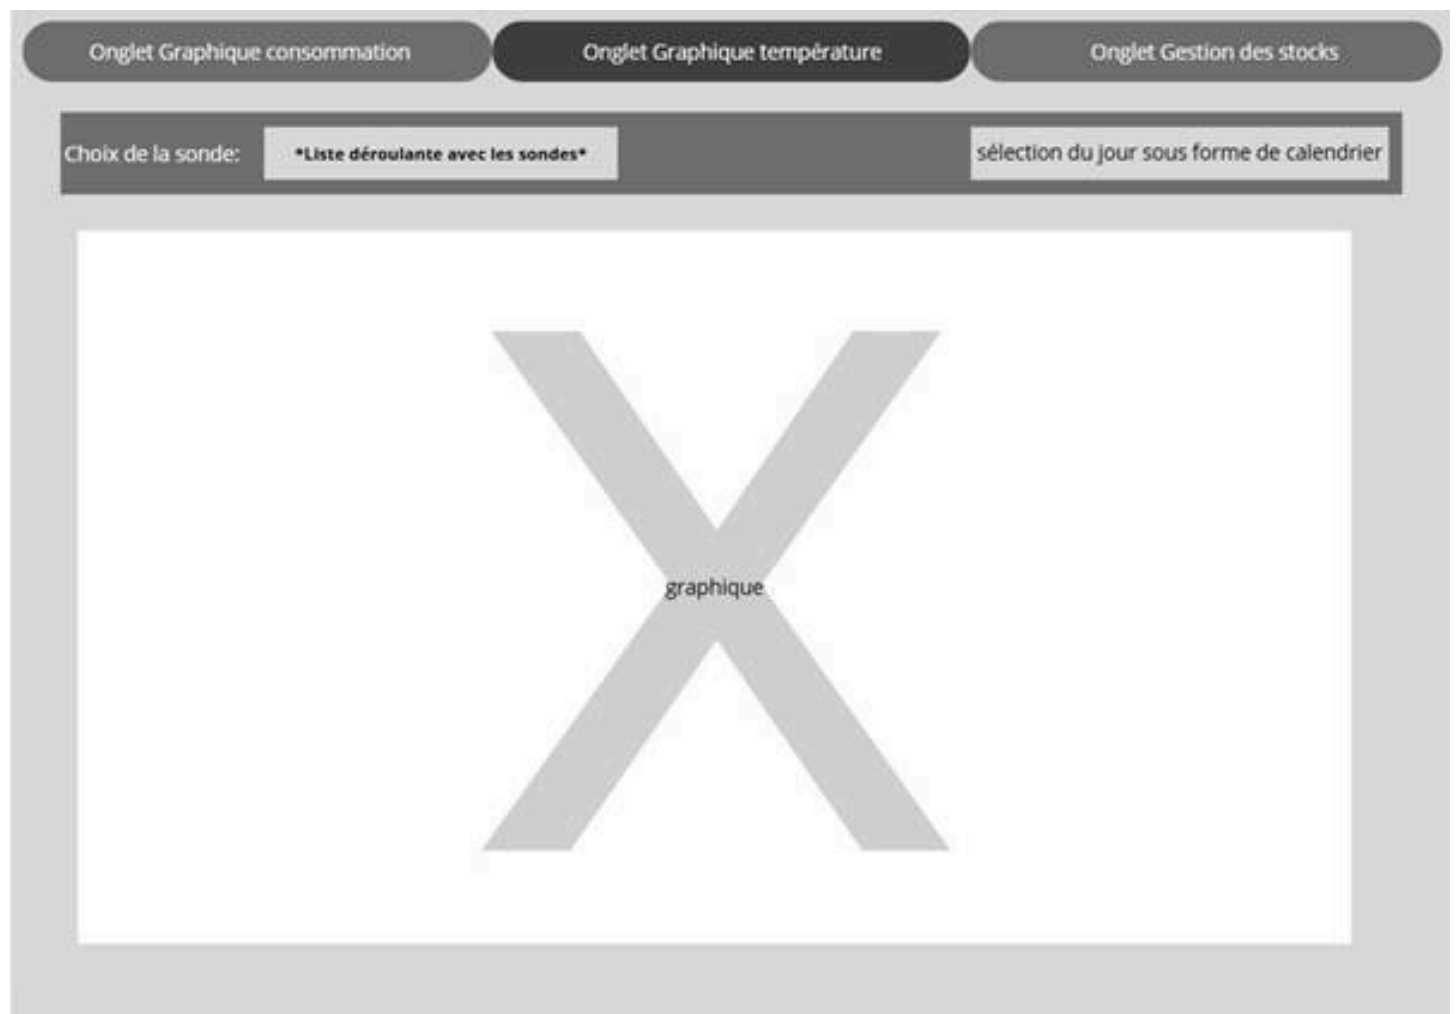 Onglet Graphique consommation
Onglet Graphique température
Onglet Gestion des stocks
Choix de la sonde:
*Liste déroulante avec les sondes*
sélection du jour sous forme de calendrier
graphique